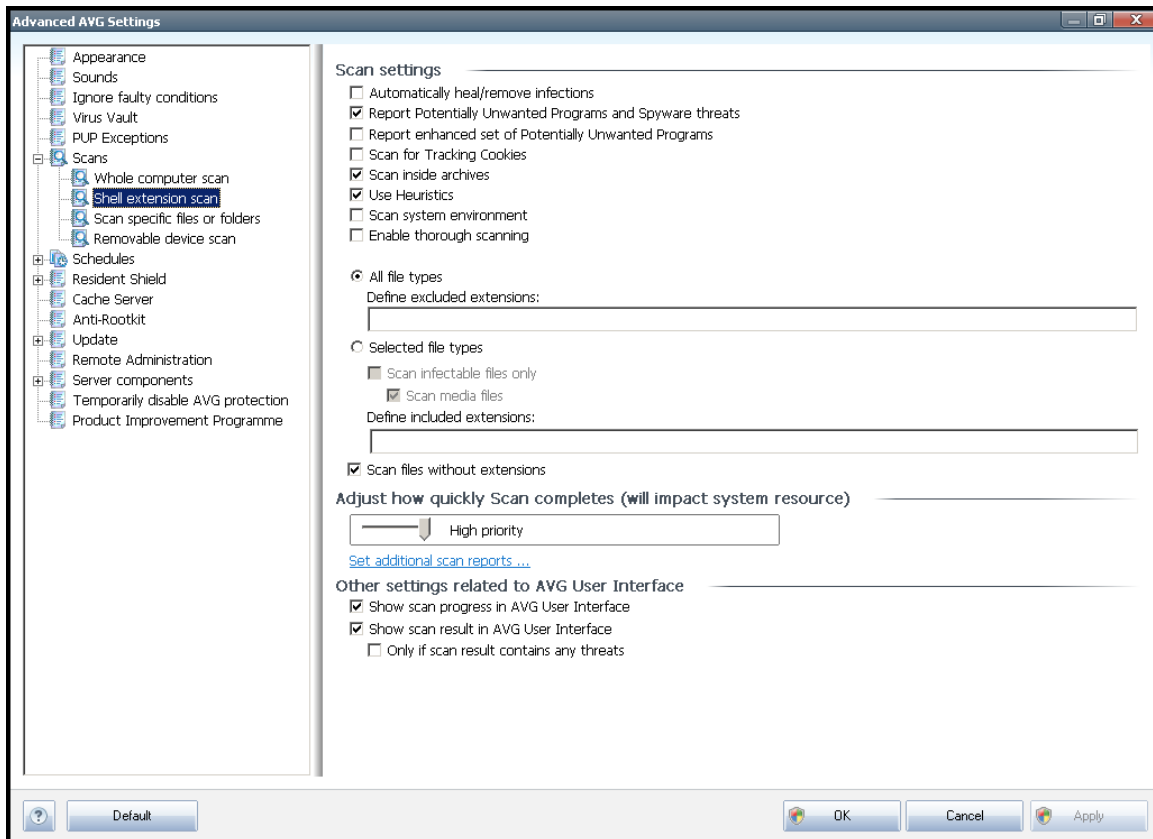 Advanced AVG Settings
Appearance
Sounds
Ignore faulty conditions
Virus Vault
PUP Exceptions
Scans
Whole computer scan
Shell extension scan
Scan specific files or folders
Removable device scan
Schedules
Resident Shield
Cache Server
Anti-Rootkit
Update
Remote Administration
Server components
Temporarily disable AVG protection
Product Improvement Programme
Scan settings
Automatically heal/remove infections
Report Potentially Unwanted Programs and Spyware threats
Report enhanced set of Potentially Unwanted Programs
Scan for Tracking Cookies
Scan inside archives
Use Heuristics
Scan system environment
Enable thorough scanning
All file types
Define excluded extensions:
Selected file types
Scan infectable files only
Scan media files
Define included extensions:
Scan files without extensions
Adjust how quickly Scan completes (will impact system resource)
High priority
Set additional scan reports ...
Other settings related to AVG User Interface
Show scan progress in AVG User Interface
Show scan result in AVG User Interface
Only if scan result contains any threats
? Default OK Cancel Apply